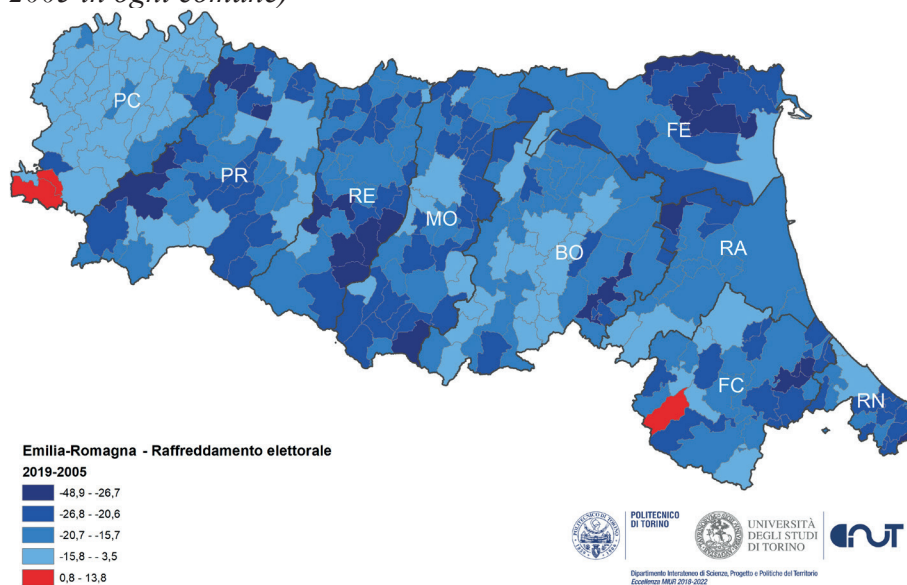 2005 in ogni comune)
PC
PR
RE
MO
BO
FE
RA
FC
RN
Emilia-Romagna - Raffreddamento elettorale
2019-2005
-48,9 - -26,7
-26,8 - -20,6
-20,7 - -15,7
-15,8 - - 3,5
0,8 - 13,8
POLITECNICO
DI TORINO
UNIVERSITÀ
DEGLI STUDI
DI TORINO
Dipartimento Interateneo di Scienze, Progetto e Politiche del Territorio
Eccellenza MIUR 2018-2022